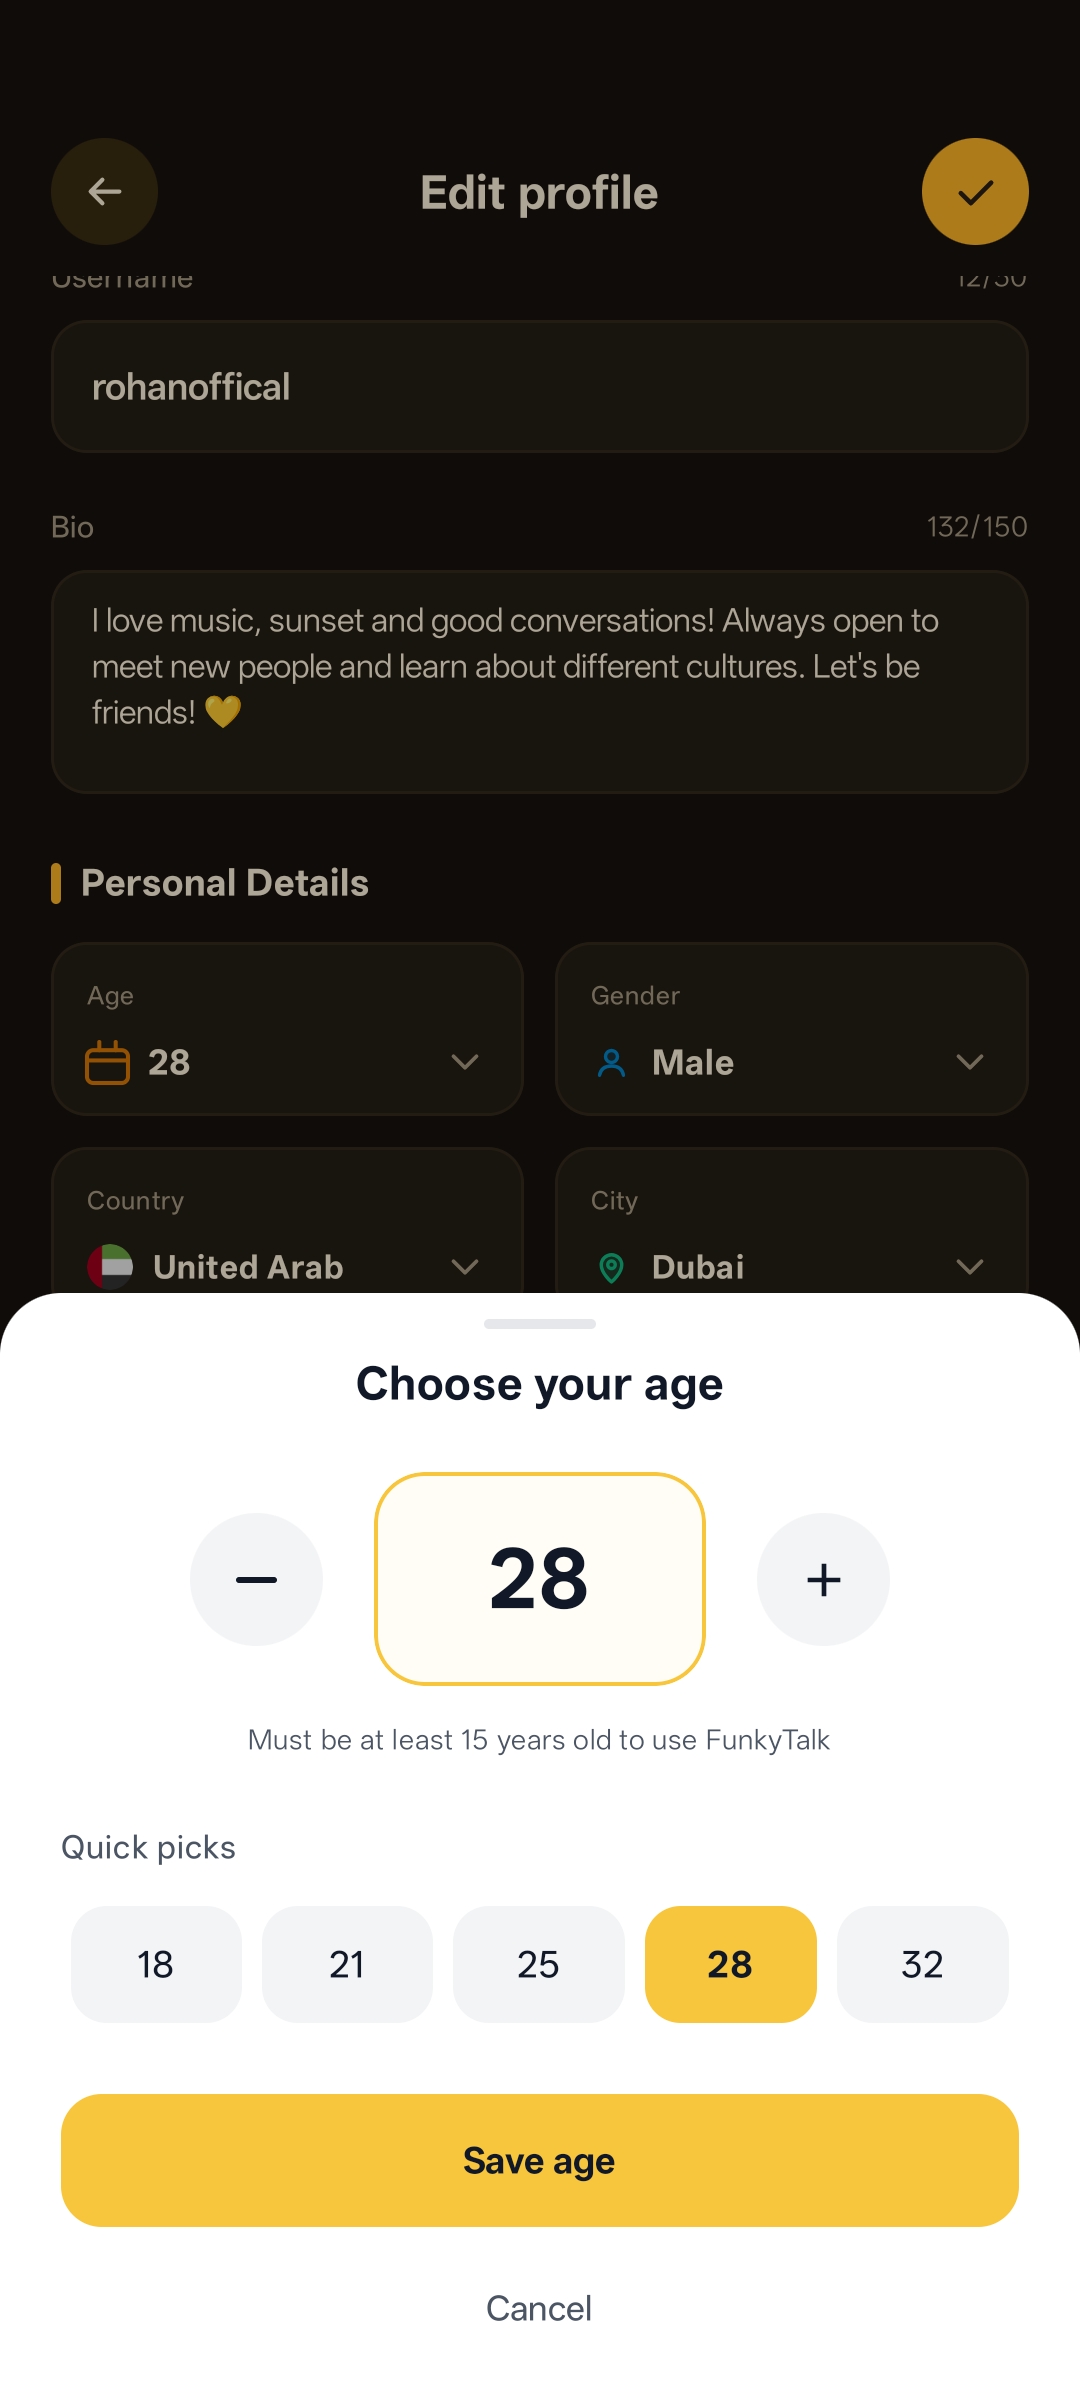 Edit profile
Username 12/50
rohanoffical
Bio 132/150
I love music, sunset and good conversations! Always open to
meet new people and learn about different cultures. Let's be
friends! 💛
Personal Details
Age
28
Gender
Male
Country
United Arab
City
Dubai
Choose your age
28
Must be at least 15 years old to use FunkyTalk
Quick picks
18 21 25 28 32
Save age
Cancel